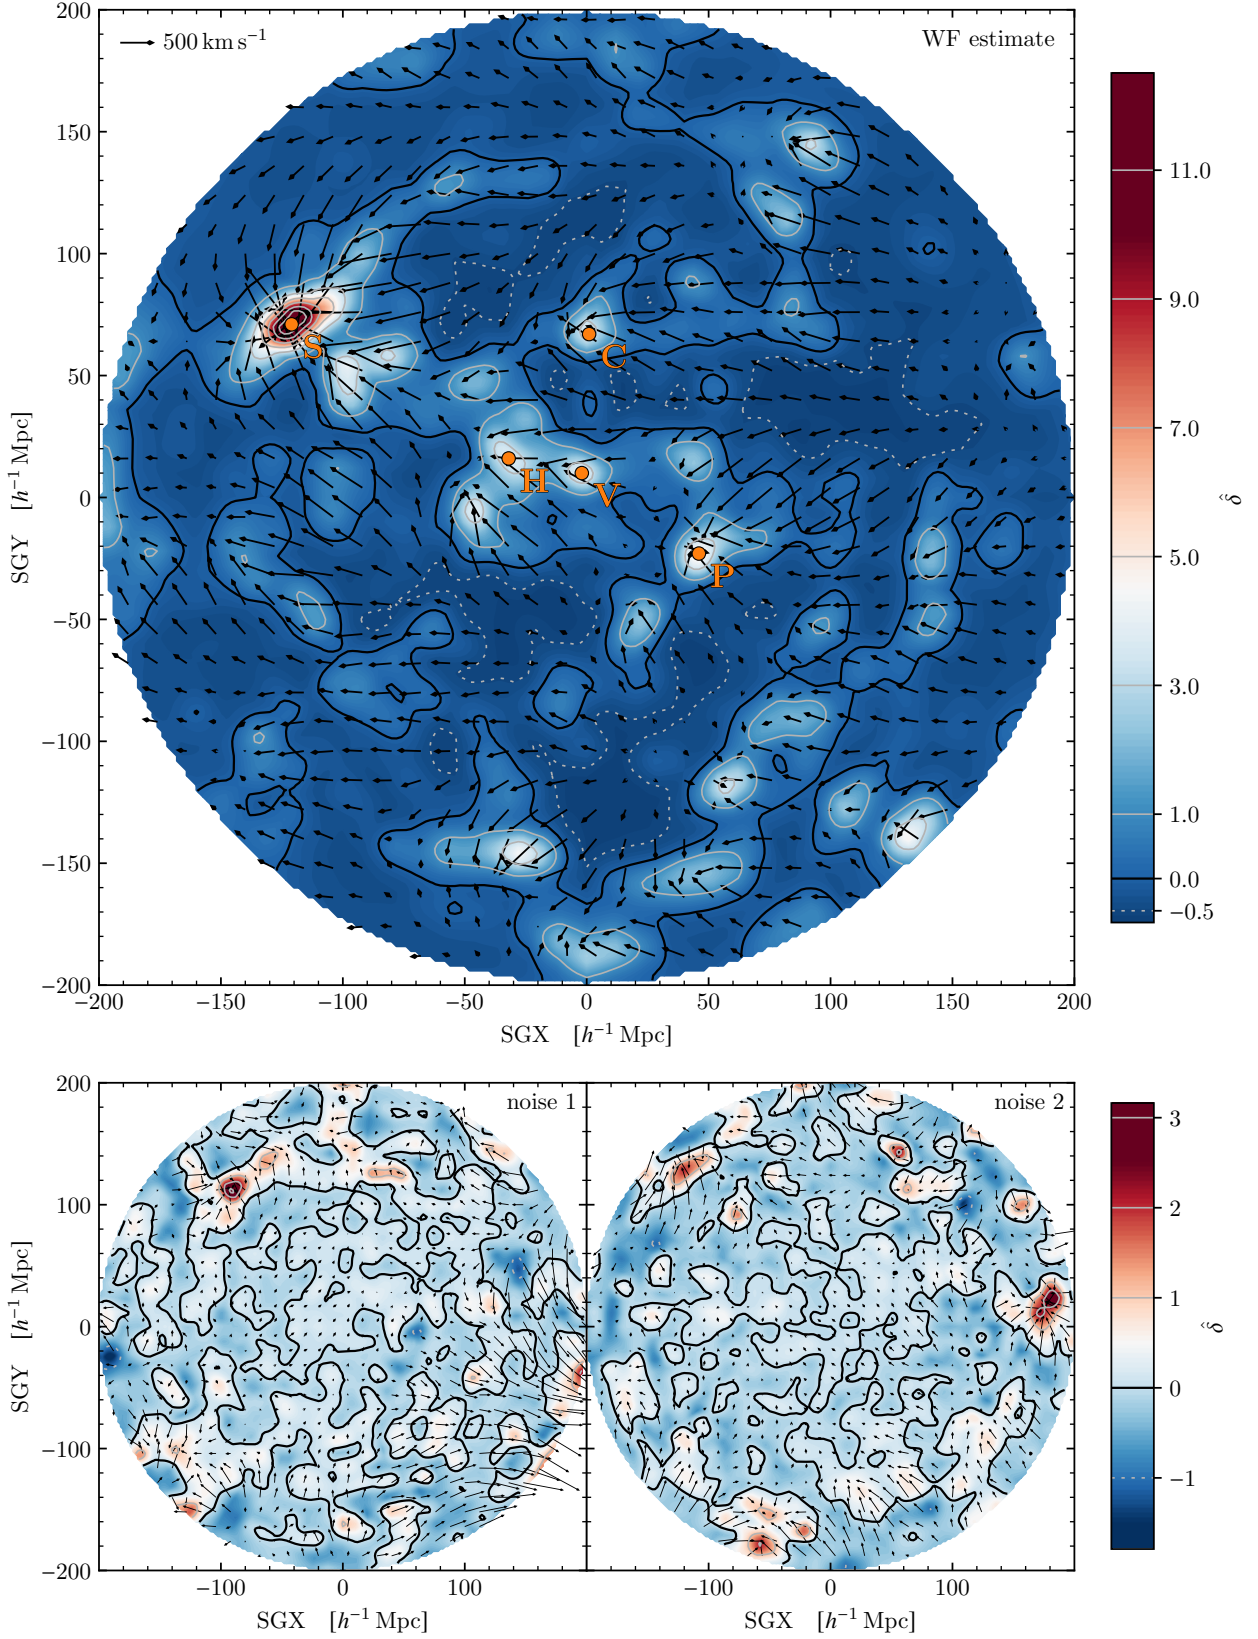 500 km s⁻¹
WF estimate
200
150
100
50
0
−50
−100
−150
−200
SGY [h⁻¹ Mpc]
S
C
H
V
P
−200 −150 −100 −50 0 50 100 150 200
SGX [h⁻¹ Mpc]
11.0
9.0
7.0
5.0
3.0
1.0
0.0
−0.5
δ̂
noise 1
noise 2
200
100
0
−100
−200
SGY [h⁻¹ Mpc]
−100 0 100
−100 0 100
SGX [h⁻¹ Mpc]
SGX [h⁻¹ Mpc]
3
2
1
0
−1
δ̂